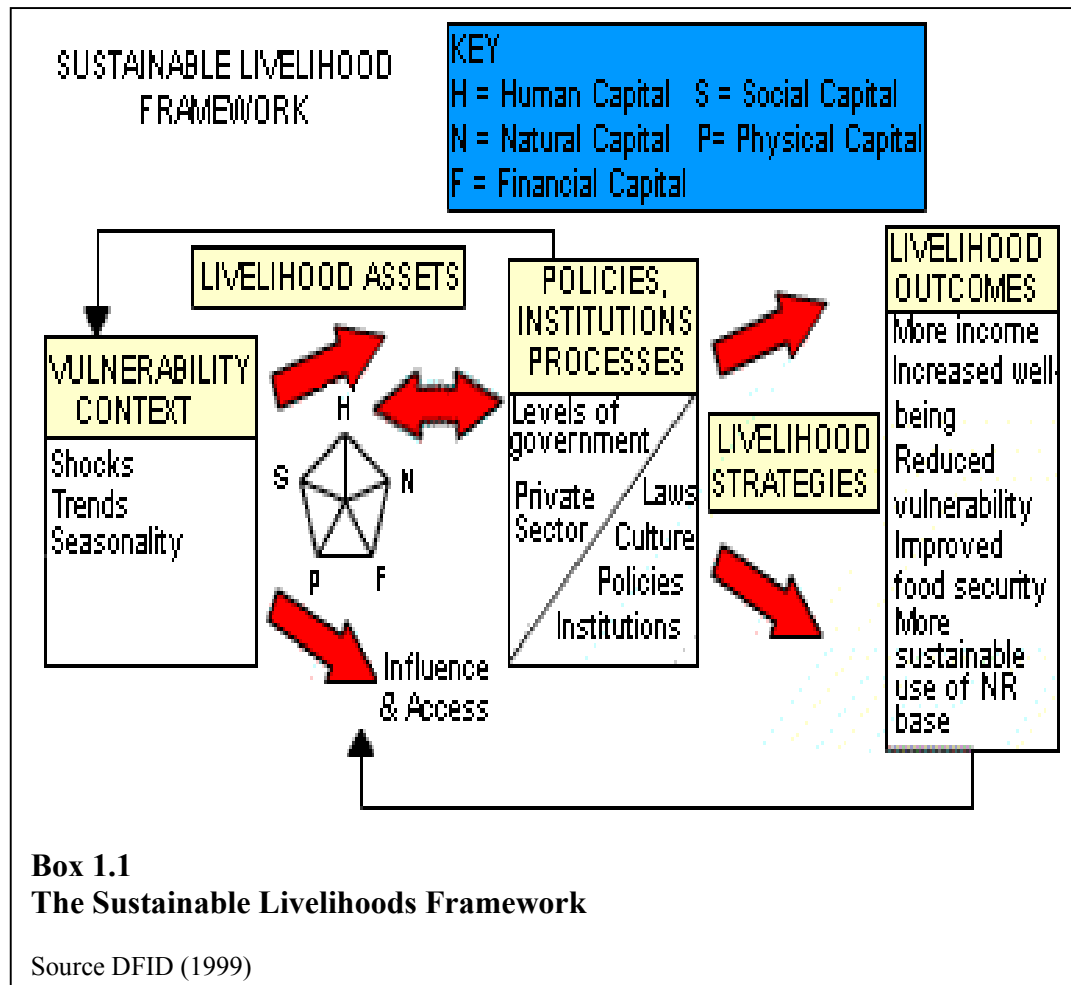 SUSTAINABLE LIVELIHOOD
FRAMEWORK
KEY
H = Human Capital S = Social Capital
N = Natural Capital P= Physical Capital
F = Financial Capital
LIVELIHOOD ASSETS
VULNERABILITY
CONTEXT
Shocks
Trends
Seasonality
H
S
N
P
F
Influence
& Access
POLICIES,
INSTITUTIONS
PROCESSES
Levels of
government
Private
Sector
Laws
Culture
Policies
Institutions
LIVELIHOOD
STRATEGIES
LIVELIHOOD
OUTCOMES
More income
Increased well-
being
Reduced
vulnerability
Improved
food security
More
sustainable
use of NR
base
Box 1.1
The Sustainable Livelihoods Framework
Source DFID (1999)